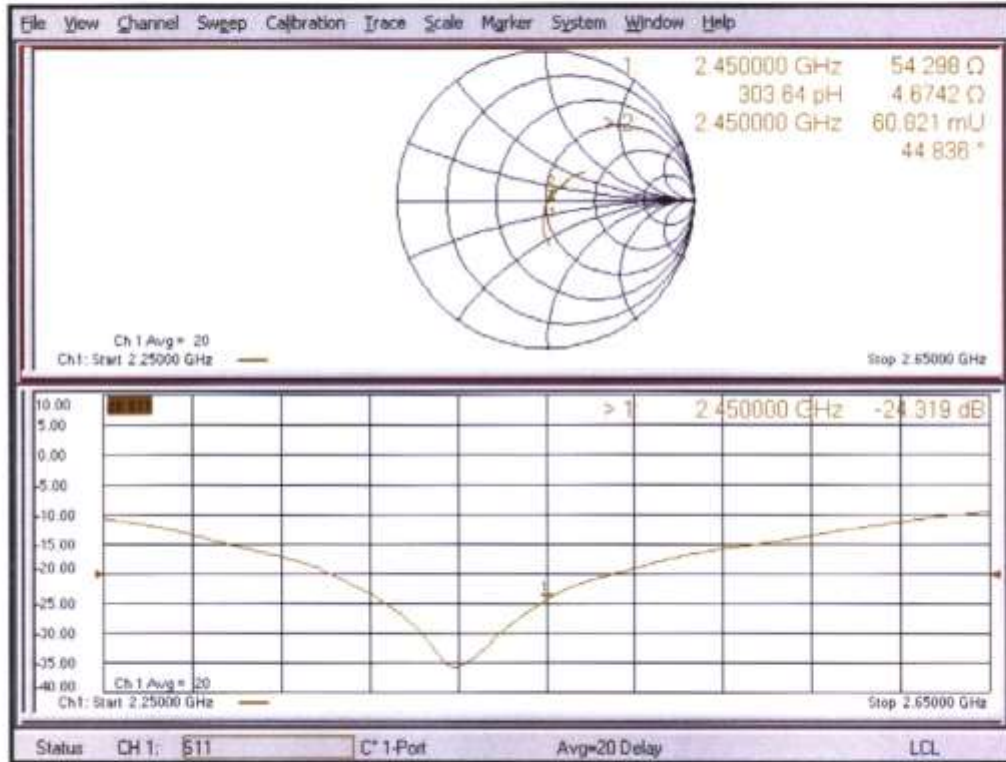 File View Channel Sweep Calibration Trace Scale Marker System Window Help
1 2.450000 GHz 54.298 Ω
303.64 pH 4.6742 Ω
> 2 2.450000 GHz 60.821 mU
44.836 °
Ch 1 Avg = 20
Ch1: Start 2.25000 GHz
Stop 2.65000 GHz
10.00
> 1 2.450000 GHz -24.319 dB
5.00
0.00
-5.00
-10.00
-15.00
-20.00
1
-25.00
-30.00
-35.00
-40.00
Ch 1 Avg = 20
Ch1: Start 2.25000 GHz
Stop 2.65000 GHz
Status CH 1: S11 C* 1-Port Avg=20 Delay LCL